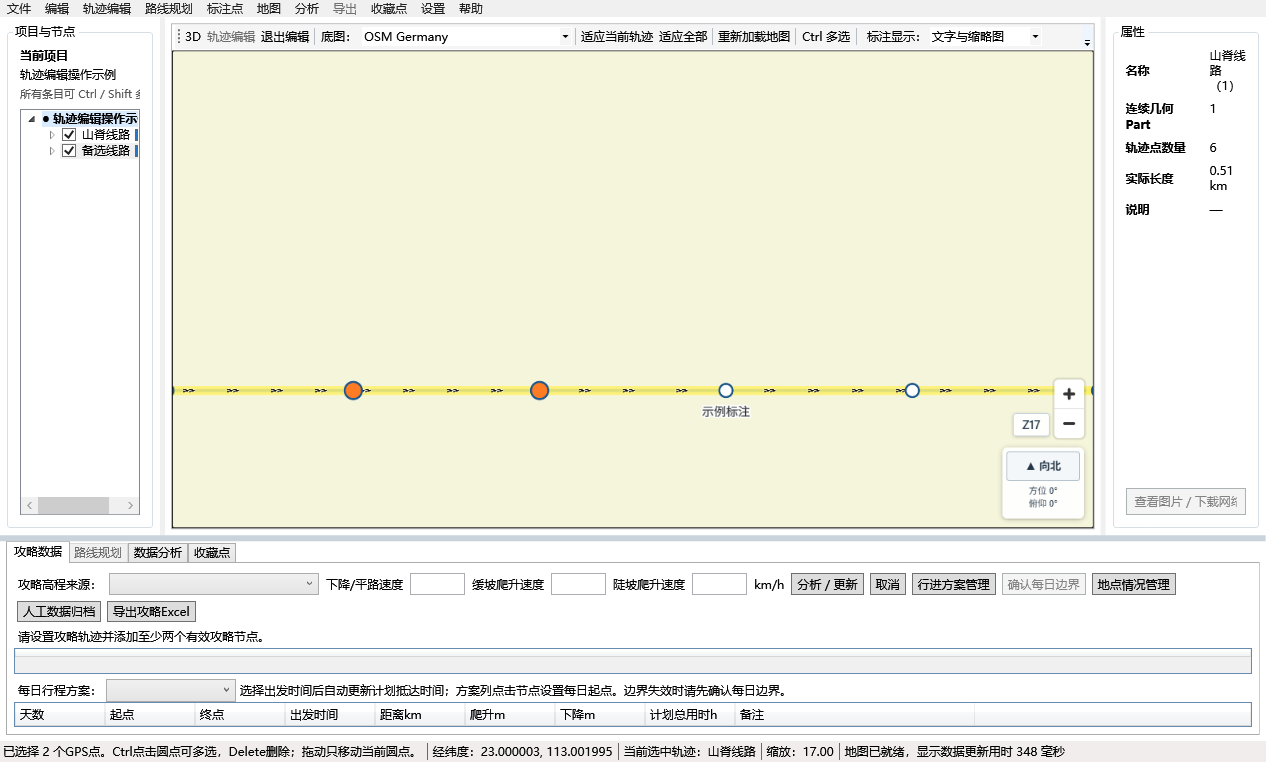 文件 编辑 轨迹编辑 路线规划 标注点 地图 分析 导出 收藏点 设置 帮助
项目与节点
当前项目
轨迹编辑操作示例
所有条目可 Ctrl / Shift
轨迹编辑操作示
山脊线路
备选线路
3D 轨迹编辑 退出编辑 底图： OSM Germany 适应当前轨迹 适应全部 重新加载地图 Ctrl 多选 标注显示： 文字与缩略图
示例标注
+
Z17
−
▲ 向北
方位 0°
俯仰 0°
属性
名称 山脊线路（1）
连续几何 Part 1
轨迹点数量 6
实际长度 0.51 km
说明 —
查看图片 / 下载网络
攻略数据 路线规划 数据分析 收藏点
攻略高程来源： 下降/平路速度 缓坡爬升速度 陡坡爬升速度 km/h 分析 / 更新 取消 行进方案管理 确认每日边界 地点情况管理
人工数据归档 导出攻略Excel
请设置攻略轨迹并添加至少两个有效攻略节点。
每日行程方案： 选择出发时间后自动更新计划抵达时间；方案列点击节点设置每日起点。边界失效时请先确认每日边界。
天数 起点 终点 出发时间 距离km 爬升m 下降m 计划总用时h 备注
已选择 2 个GPS点。Ctrl点击圆点可多选，Delete删除；拖动只移动当前圆点。 经纬度：23.000003, 113.001995 当前选中轨迹：山脊线路 缩放：17.00 地图已就绪，显示数据更新用时 348 毫秒